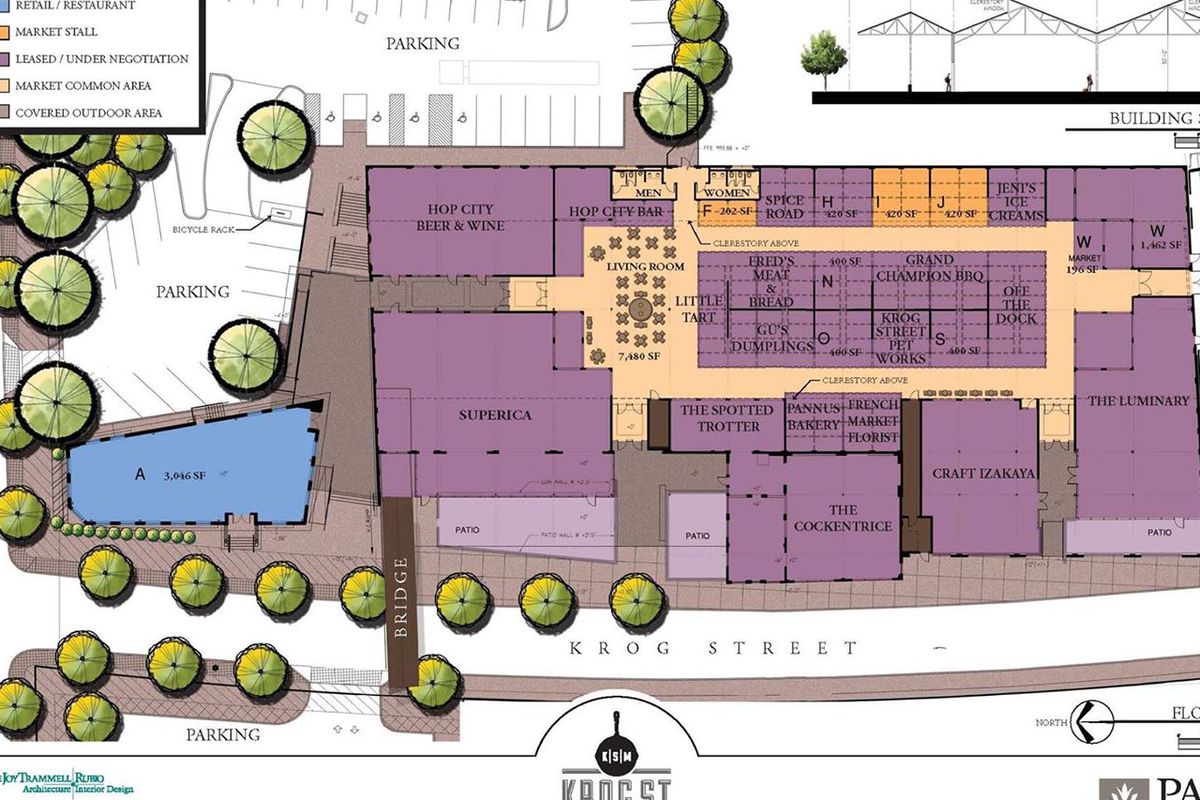 RETAIL / RESTAURANT
MARKET STALL
LEASED / UNDER NEGOTIATION
MARKET COMMON AREA
COVERED OUTDOOR AREA
PARKING
CLERESTORY
WINDOW
BUILDING
BICYCLE RACK
PARKING
HOP CITY
BEER & WINE
HOP CITY BAR
MEN
WOMEN
F 202 SF
SPICE
ROAD
H
420 SF
I
420 SF
J
420 SF
JENI'S
ICE
CREAMS
CLERESTORY ABOVE
W
MARKET
196 SF
W
1,462 SF
LIVING ROOM
7,480 SF
LITTLE
TART
FRED'S
MEAT
&
BREAD
400 SF
N
GRAND
CHAMPION BBQ
OFF
THE
DOCK
GU'S
DUMPLINGS
O
400 SF
KROG
STREET
PET
WORKS
S
400 SF
CLERESTORY ABOVE
SUPERICA
THE SPOTTED
TROTTER
PANNUS
BAKERY
FRENCH
MARKET
FLORIST
THE LUMINARY
CRAFT IZAKAYA
A 3,046 SF
THE
COCKENTRICE
PATIO
PATIO
PATIO
BRIDGE
KROG STREET
PARKING
NORTH
FLO
K|S|M
KROG ST
JOY TRAMMELL RUBIO
Architecture Interior Design
PA